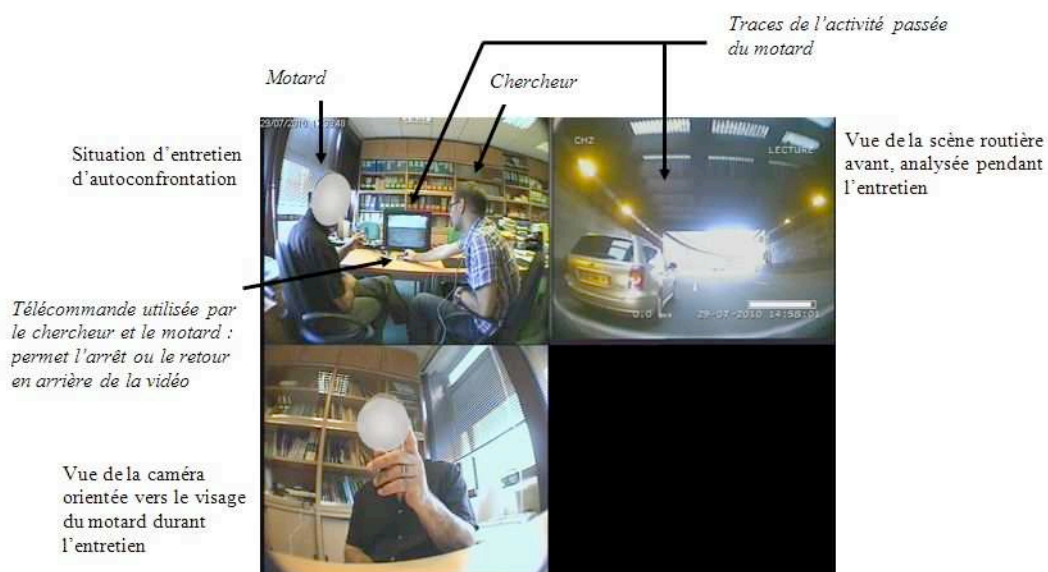 Traces de l'activité passée
du motard
Motard
Chercheur
Situation d'entretien
d'autoconfrontation
Vue de la scène routière
avant, analysée pendant
l'entretien
CH2
LECTURE
Télécommande utilisée par
le chercheur et le motard :
permet l'arrêt ou le retour
en arrière de la vidéo
29-07-2010 14:58:01
Vue de la caméra
orientée vers le visage
du motard durant
l'entretien